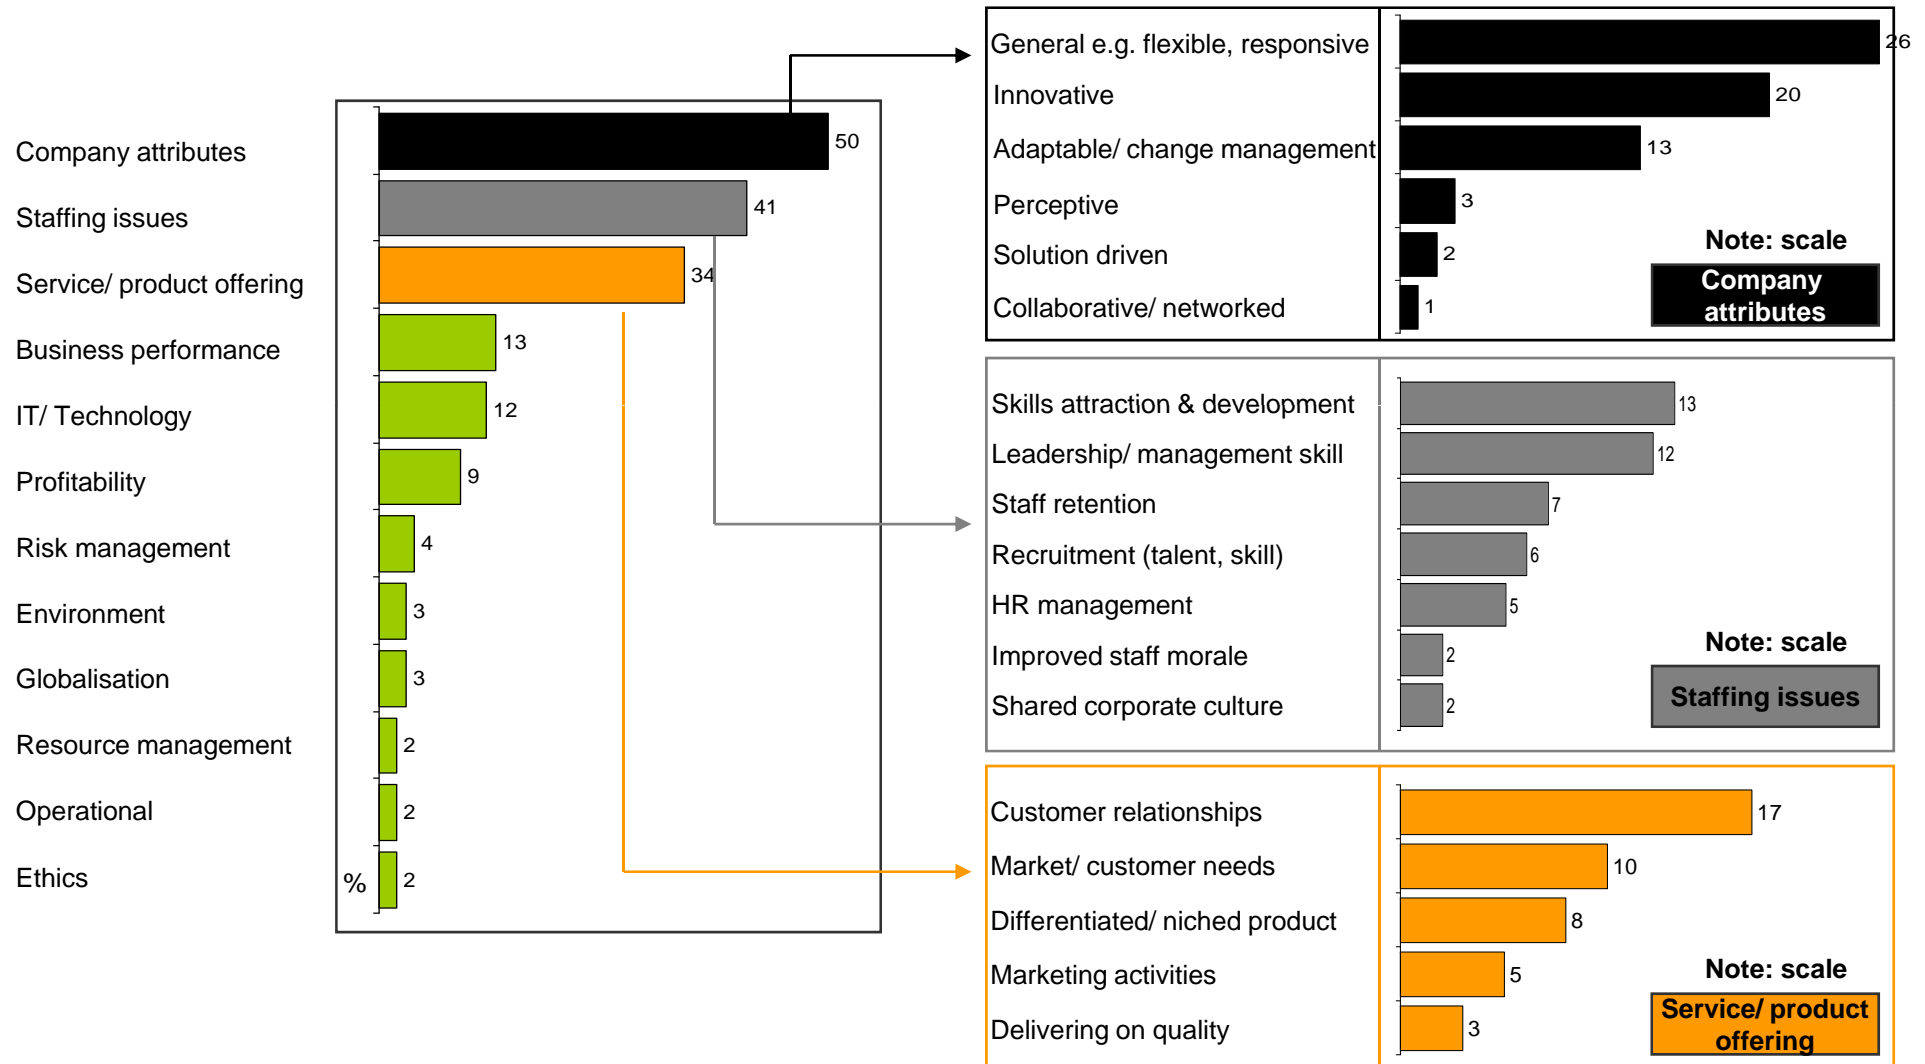 Company attributes 50
Staffing issues 41
Service/ product offering 34
Business performance 13
IT/ Technology 12
Profitability 9
Risk management 4
Environment 3
Globalisation 3
Resource management 2
Operational 2
Ethics % 2
General e.g. flexible, responsive 26
Innovative 20
Adaptable/ change management 13
Perceptive 3
Note: scale
Solution driven 2
Company
attributes
Collaborative/ networked 1
Skills attraction & development 13
Leadership/ management skill 12
Staff retention 7
Recruitment (talent, skill) 6
HR management 5
Note: scale
Improved staff morale 2
Staffing issues
Shared corporate culture 2
Customer relationships 17
Market/ customer needs 10
Differentiated/ niched product 8
Marketing activities 5
Note: scale
Service/ product
offering
Delivering on quality 3